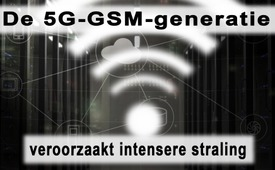 De 5G-GSM-generatie
veroorzaakt intensere straling